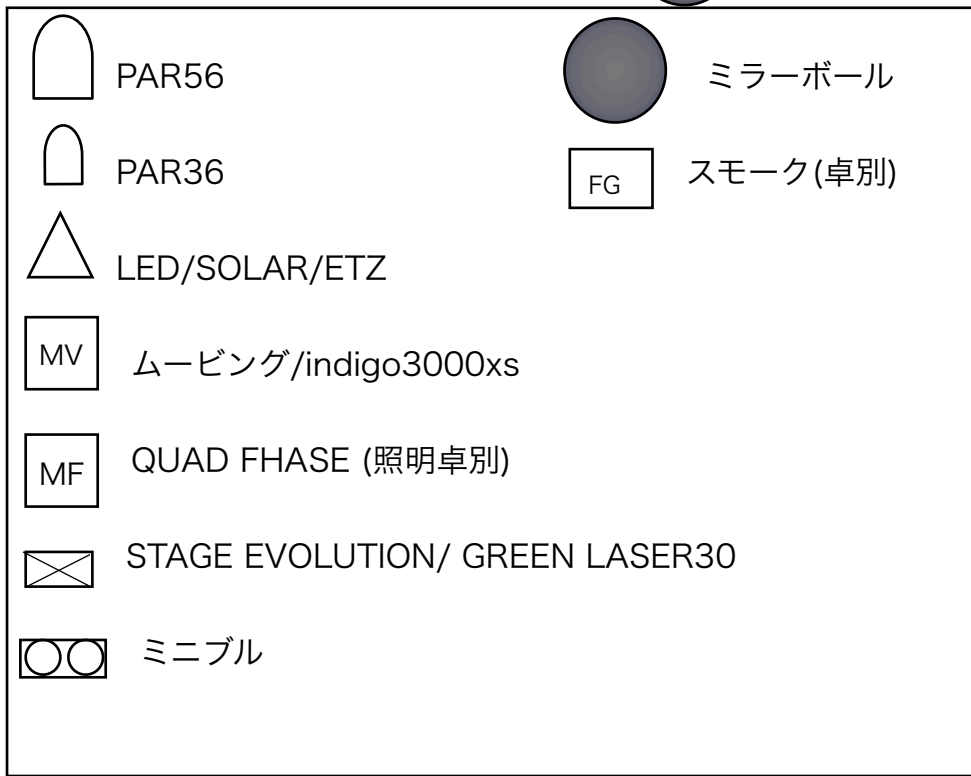 PAR56
ミラーボール
PAR36
FG
スモーク(卓別)
LED/SOLAR/ETZ
MV
ムービング/indigo3000xs
MF
QUAD FHASE (照明卓別)
STAGE EVOLUTION/ GREEN LASER30
ミニブル